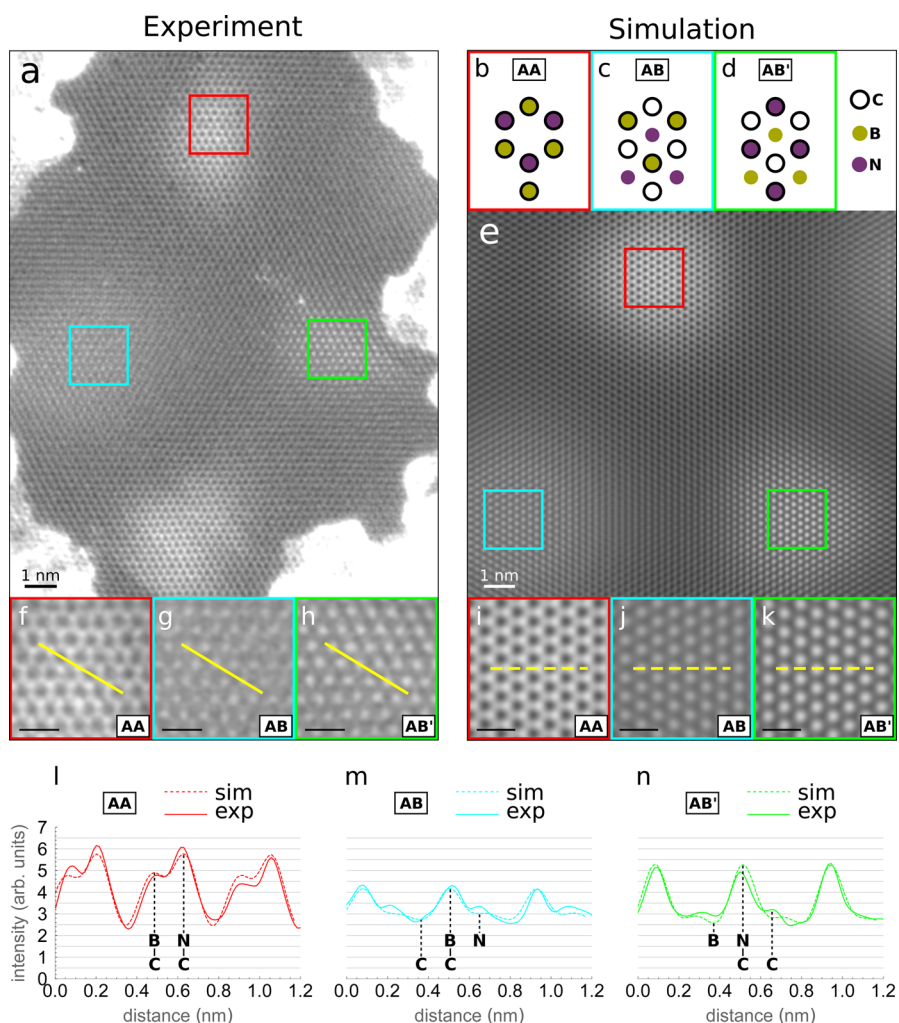 Experiment
Simulation
a
b AA
c AB
d AB'
C
B
N
e
1 nm
1 nm
f
AA
g
AB
h
AB'
i
AA
j
AB
k
AB'
l
AA
sim
exp
m
AB
sim
exp
n
AB'
sim
exp
intensity (arb. units)
7
6
5
4
3
2
1
0
B N
C C
B N
C C
B N
C C
0.0 0.2 0.4 0.6 0.8 1.0 1.2
0.0 0.2 0.4 0.6 0.8 1.0 1.2
0.0 0.2 0.4 0.6 0.8 1.0 1.2
distance (nm)
distance (nm)
distance (nm)